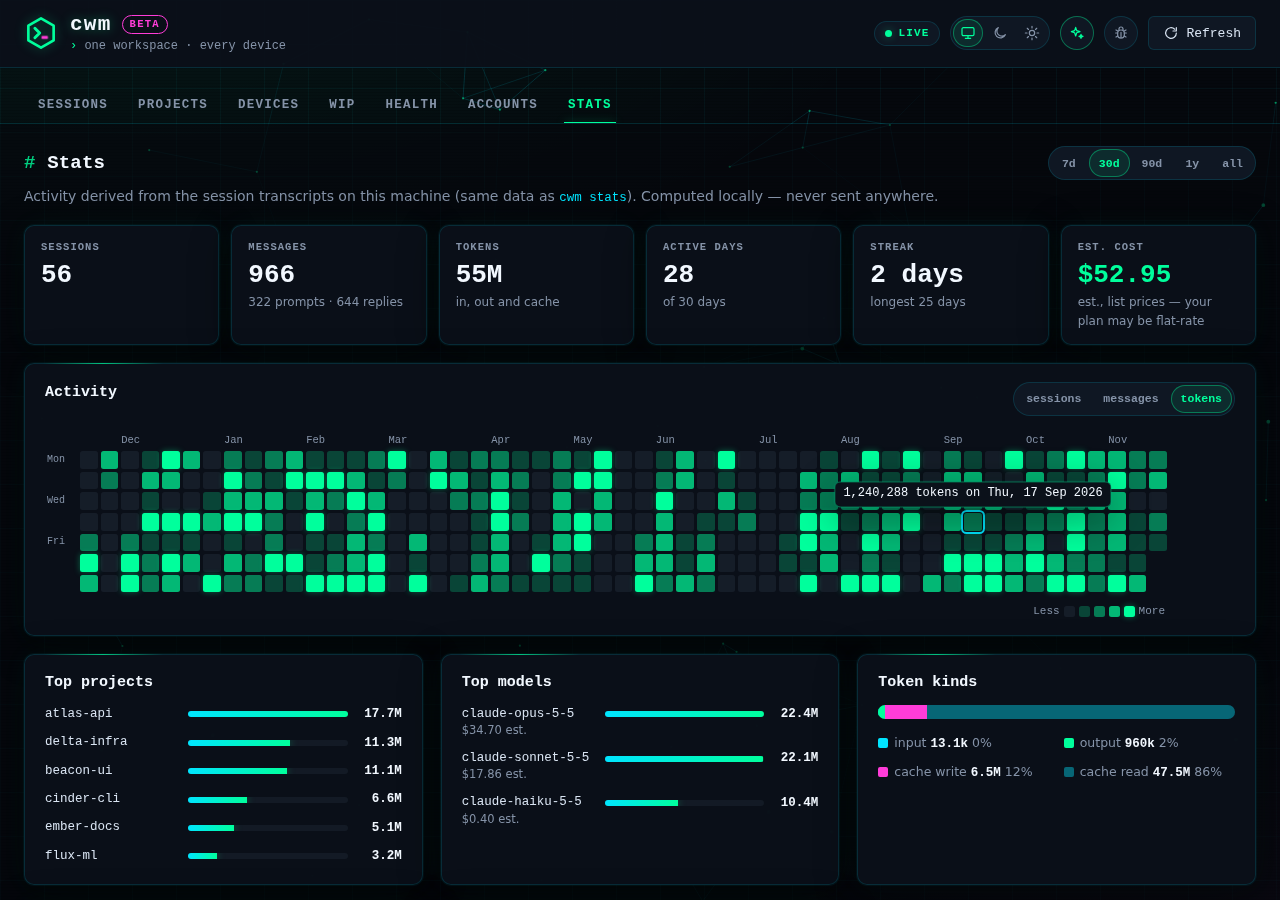 cwm BETA
› one workspace · every device
LIVE
Refresh
SESSIONS PROJECTS DEVICES WIP HEALTH ACCOUNTS STATS
# Stats
7d 30d 90d 1y all
Activity derived from the session transcripts on this machine (same data as cwm stats). Computed locally — never sent anywhere.
SESSIONS
56
MESSAGES
966
322 prompts · 644 replies
TOKENS
55M
in, out and cache
ACTIVE DAYS
28
of 30 days
STREAK
2 days
longest 25 days
EST. COST
$52.95
est., list prices — your
plan may be flat-rate
Activity
sessions messages tokens
Dec Jan Feb Mar Apr May Jun Jul Aug Sep Oct Nov
Mon
Wed
Fri
1,240,288 tokens on Thu, 17 Sep 2026
Less More
Top projects
atlas-api 17.7M
delta-infra 11.3M
beacon-ui 11.1M
cinder-cli 6.6M
ember-docs 5.1M
flux-ml 3.2M
Top models
claude-opus-5-5 22.4M
$34.70 est.
claude-sonnet-5-5 22.1M
$17.86 est.
claude-haiku-5-5 10.4M
$0.40 est.
Token kinds
input 13.1k 0% output 960k 2%
cache write 6.5M 12% cache read 47.5M 86%